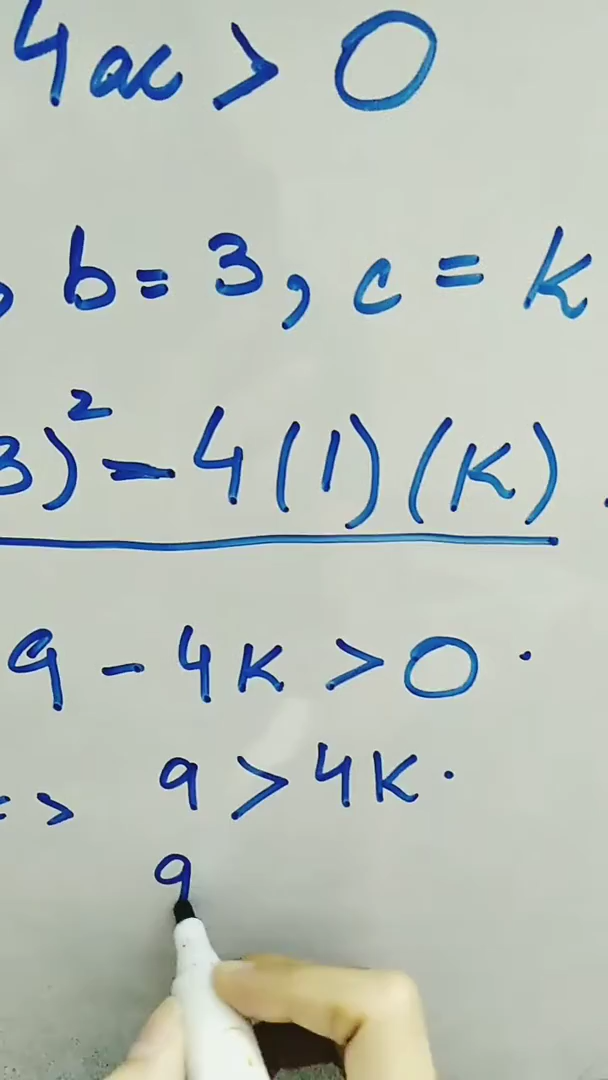 4ac > 0
b = 3, c = k
3)² - 4(1)(k)
9 - 4k > 0
=> 9 > 4k.
9